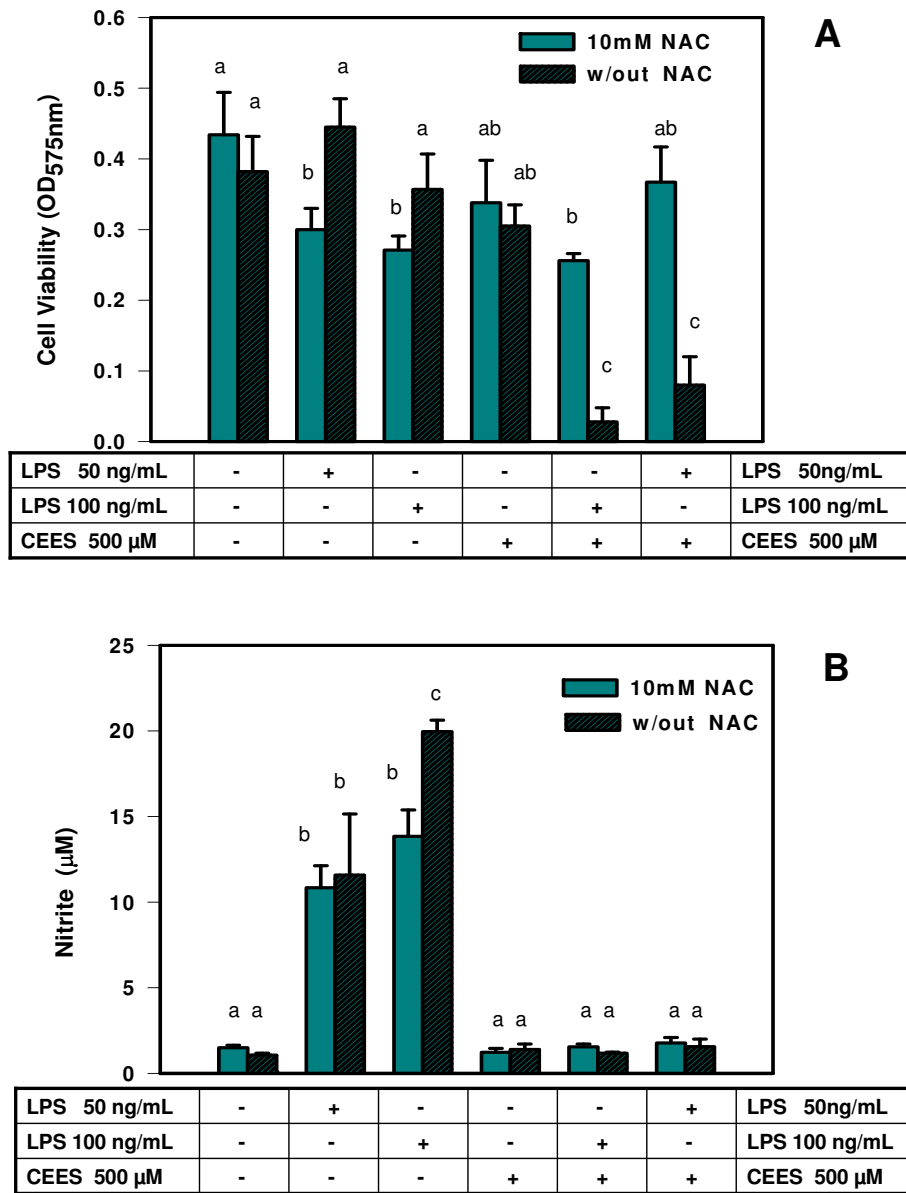 A
10mM NAC
w/out NAC
Cell Viability (OD575nm)
0.6
0.5
0.4
0.3
0.2
0.1
0.0
a a b a b a ab ab b c ab c
LPS 50 ng/mL - + - - - + LPS 50ng/mL
LPS 100 ng/mL - - + - + - LPS 100 ng/mL
CEES 500 µM - - - + + + CEES 500 µM
B
10mM NAC
w/out NAC
Nitrite (µM)
25
20
15
10
5
0
a a b b b c a a a a a a
LPS 50 ng/mL - + - - - + LPS 50ng/mL
LPS 100 ng/mL - - + - + - LPS 100 ng/mL
CEES 500 µM - - - + + + CEES 500 µM